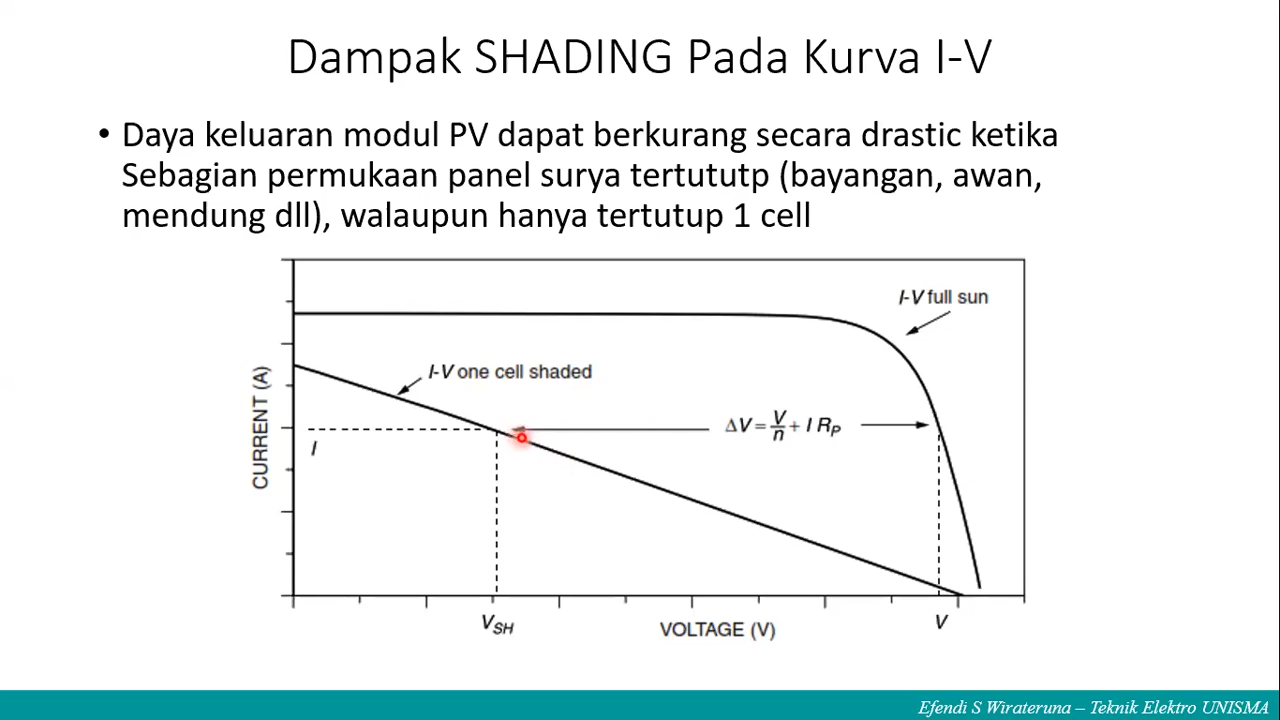 Dampak SHADING Pada Kurva I-V
• Daya keluaran modul PV dapat berkurang secara drastic ketika
Sebagian permukaan panel surya tertututp (bayangan, awan,
mendung dll), walaupun hanya tertutup 1 cell
I-V full sun
I-V one cell shaded
ΔV = V/n + I RP
I
CURRENT (A)
VSH
VOLTAGE (V)
V
Efendi S Wirateruna – Teknik Elektro UNISMA